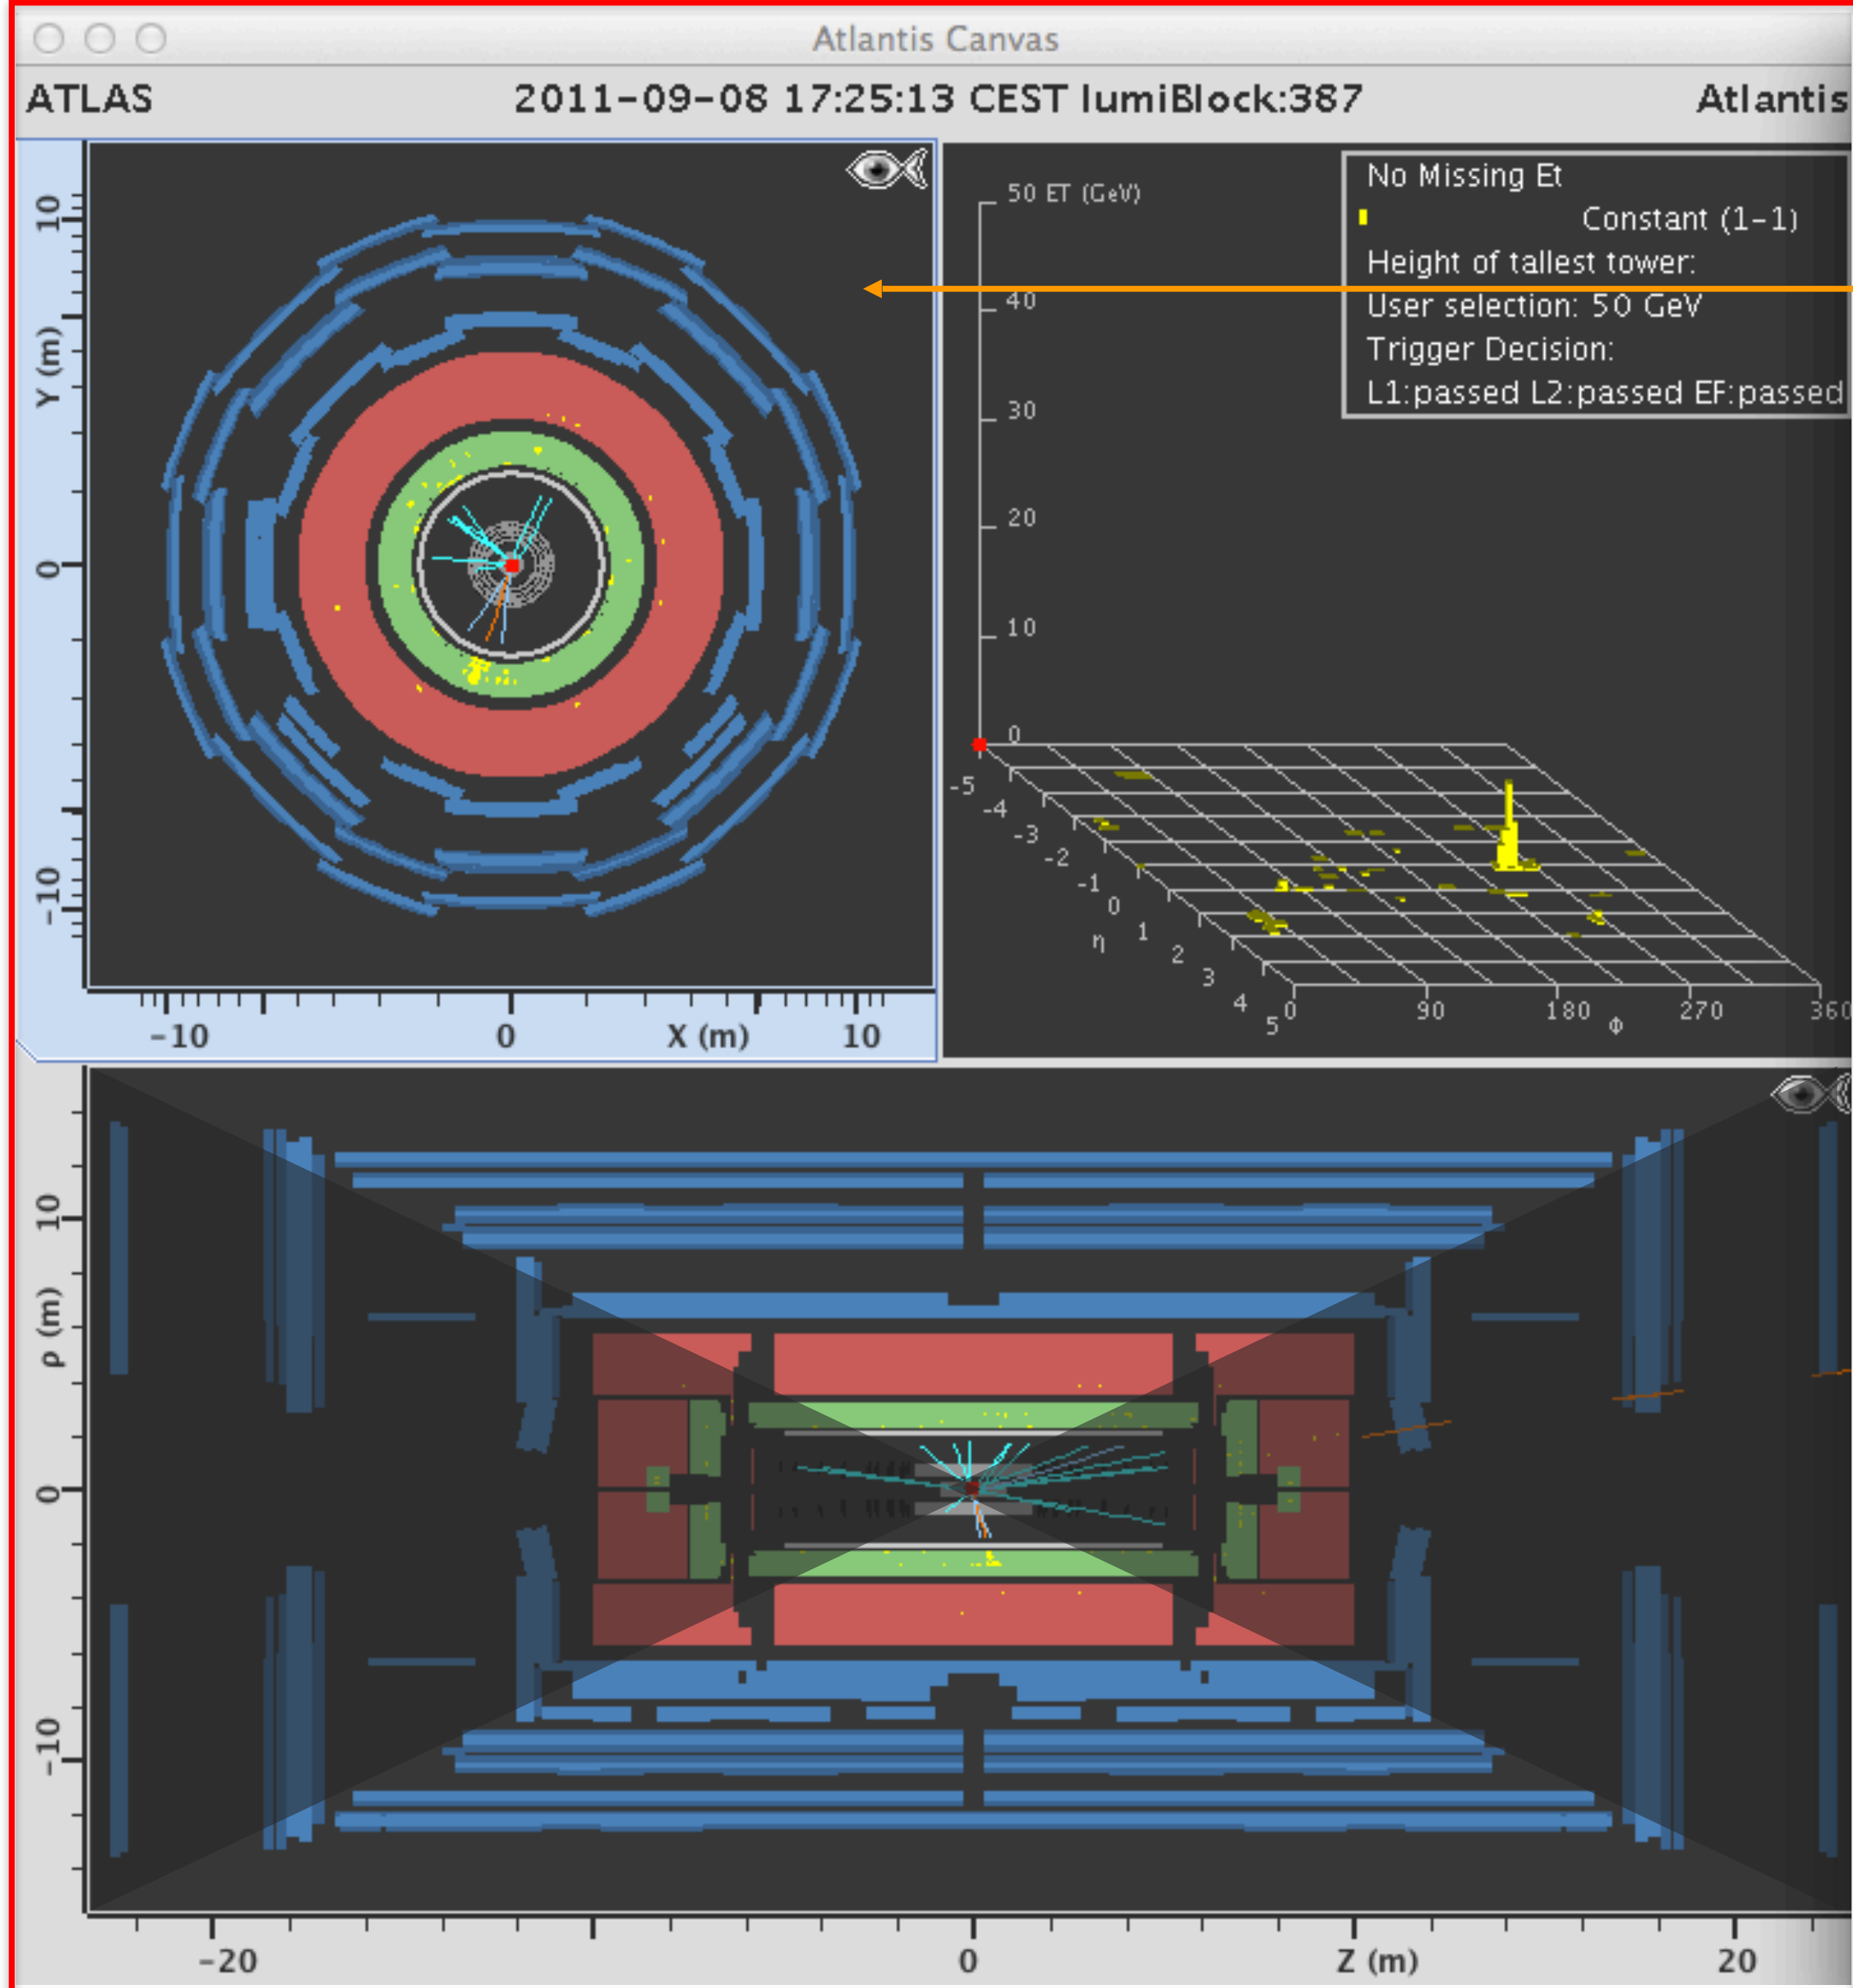 Atlantis Canvas
ATLAS 2011-09-08 17:25:13 CEST lumiBlock:387 Atlantis
10
Y (m)
0
-10
-10 0 X (m) 10
50 ET (GeV)
40
30
20
10
0
No Missing Et
Constant (1-1)
Height of tallest tower:
User selection: 50 GeV
Trigger Decision:
L1:passed L2:passed EF:passed
-5
-4
-3
-2
-1
0
η 1
2
3
4
5
0 90 180 Φ 270 360
10
ρ (m)
0
-10
-20 0 Z (m) 20